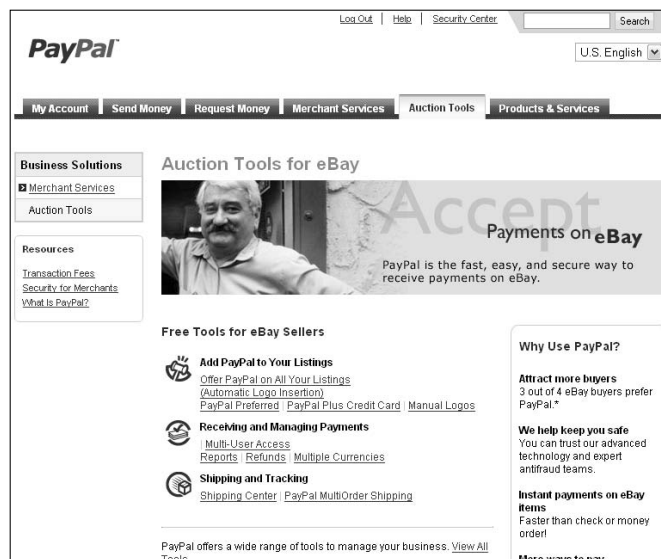 Log Out | Help | Security Center
Search
PayPal
U.S. English
My Account
Send Money
Request Money
Merchant Services
Auction Tools
Products & Services
Business Solutions
Merchant Services
Auction Tools
Resources
Transaction Fees
Security for Merchants
What Is PayPal?
Auction Tools for eBay
Accept
Payments on eBay
PayPal is the fast, easy, and secure way to
receive payments on eBay.
Free Tools for eBay Sellers
Add PayPal to Your Listings
Offer PayPal on All Your Listings
(Automatic Logo Insertion)
PayPal Preferred | PayPal Plus Credit Card | Manual Logos
Receiving and Managing Payments
| Multi-User Access
Reports | Refunds | Multiple Currencies
Shipping and Tracking
Shipping Center | PayPal MultiOrder Shipping
PayPal offers a wide range of tools to manage your business. View All
Tools
Why Use PayPal?
Attract more buyers
3 out of 4 eBay buyers prefer
PayPal.*
We help keep you safe
You can trust our advanced
technology and expert
antifraud teams.
Instant payments on eBay
items
Faster than check or money
order!
More ways to pay